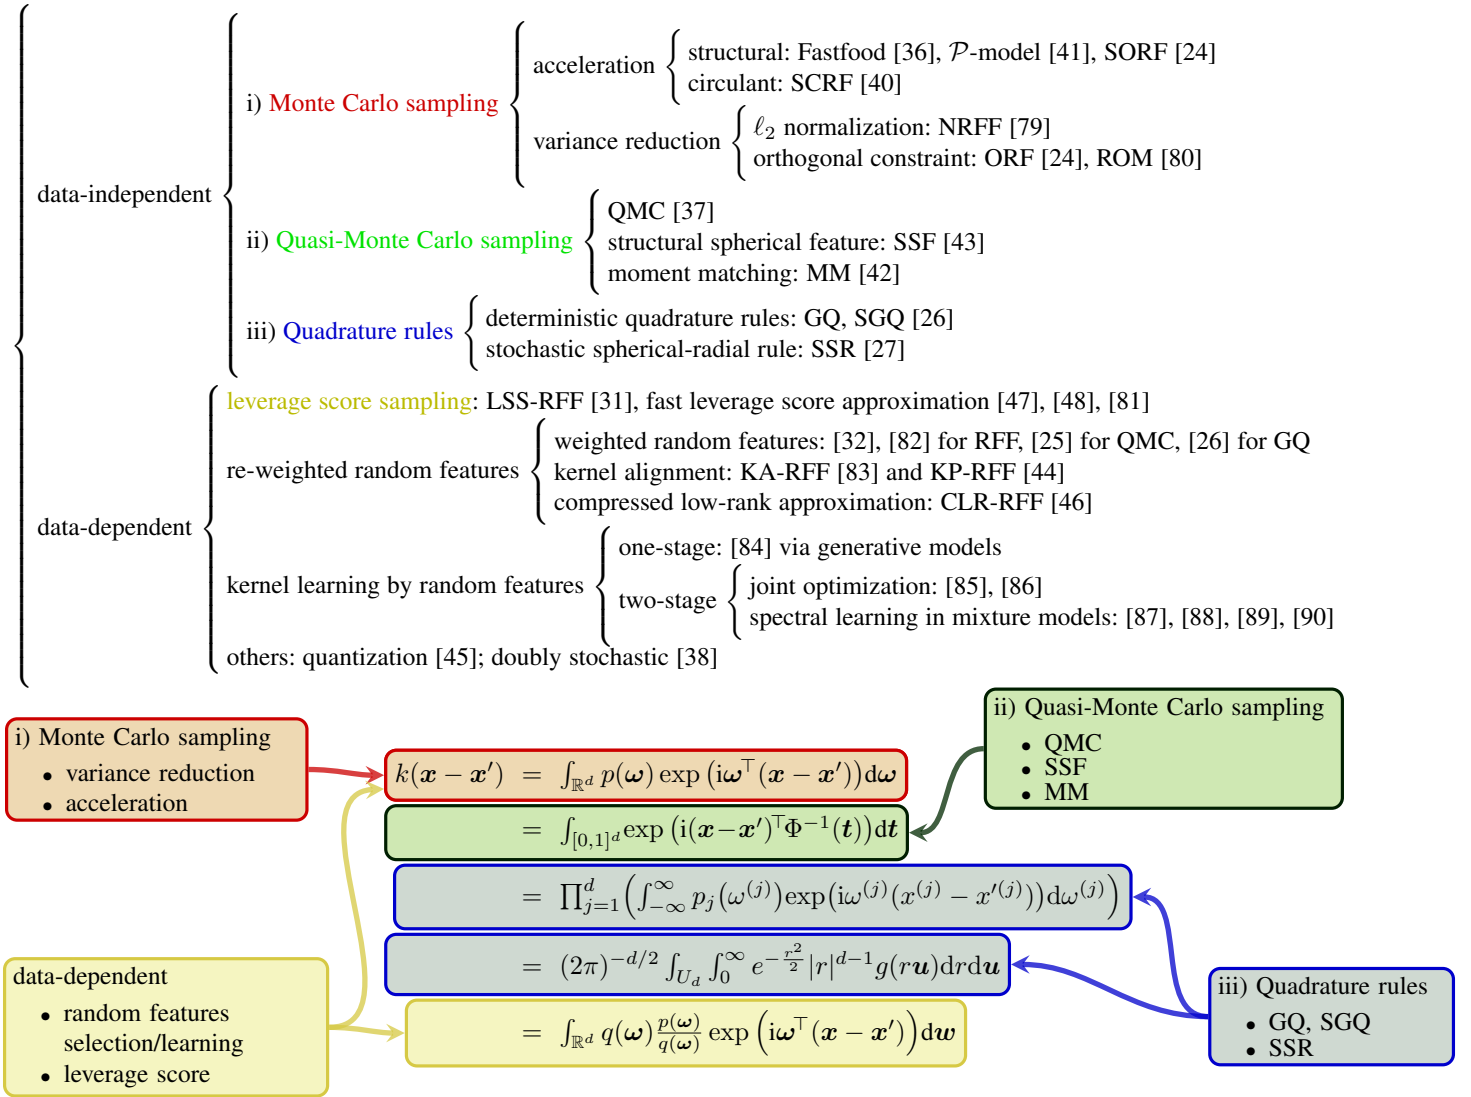 data-independent
i) Monte Carlo sampling
acceleration
structural: Fastfood [36], 𝒫-model [41], SORF [24]
circulant: SCRF [40]
variance reduction
ℓ₂ normalization: NRFF [79]
orthogonal constraint: ORF [24], ROM [80]
ii) Quasi-Monte Carlo sampling
QMC [37]
structural spherical feature: SSF [43]
moment matching: MM [42]
iii) Quadrature rules
deterministic quadrature rules: GQ, SGQ [26]
stochastic spherical-radial rule: SSR [27]
data-dependent
leverage score sampling: LSS-RFF [31], fast leverage score approximation [47], [48], [81]
re-weighted random features
weighted random features: [32], [82] for RFF, [25] for QMC, [26] for GQ
kernel alignment: KA-RFF [83] and KP-RFF [44]
compressed low-rank approximation: CLR-RFF [46]
kernel learning by random features
one-stage: [84] via generative models
two-stage
joint optimization: [85], [86]
spectral learning in mixture models: [87], [88], [89], [90]
others: quantization [45]; doubly stochastic [38]
i) Monte Carlo sampling
• variance reduction
• acceleration
ii) Quasi-Monte Carlo sampling
• QMC
• SSF
• MM
k(x − x′) = ∫_{ℝ^d} p(ω) exp (iω^⊤(x − x′))dω
= ∫_{[0,1]^d} exp (i(x−x′)^⊤Φ^{−1}(t))dt
= ∏_{j=1}^{d} (∫_{−∞}^{∞} p_j(ω^{(j)})exp(iω^{(j)}(x^{(j)} − x′^{(j)}))dω^{(j)})
= (2π)^{−d/2} ∫_{U_d} ∫_0^∞ e^{−\frac{r^2}{2}} |r|^{d−1} g(ru)drdu
= ∫_{ℝ^d} q(ω)\frac{p(ω)}{q(ω)} exp (iω^⊤(x − x′))dw
data-dependent
• random features
selection/learning
• leverage score
iii) Quadrature rules
• GQ, SGQ
• SSR